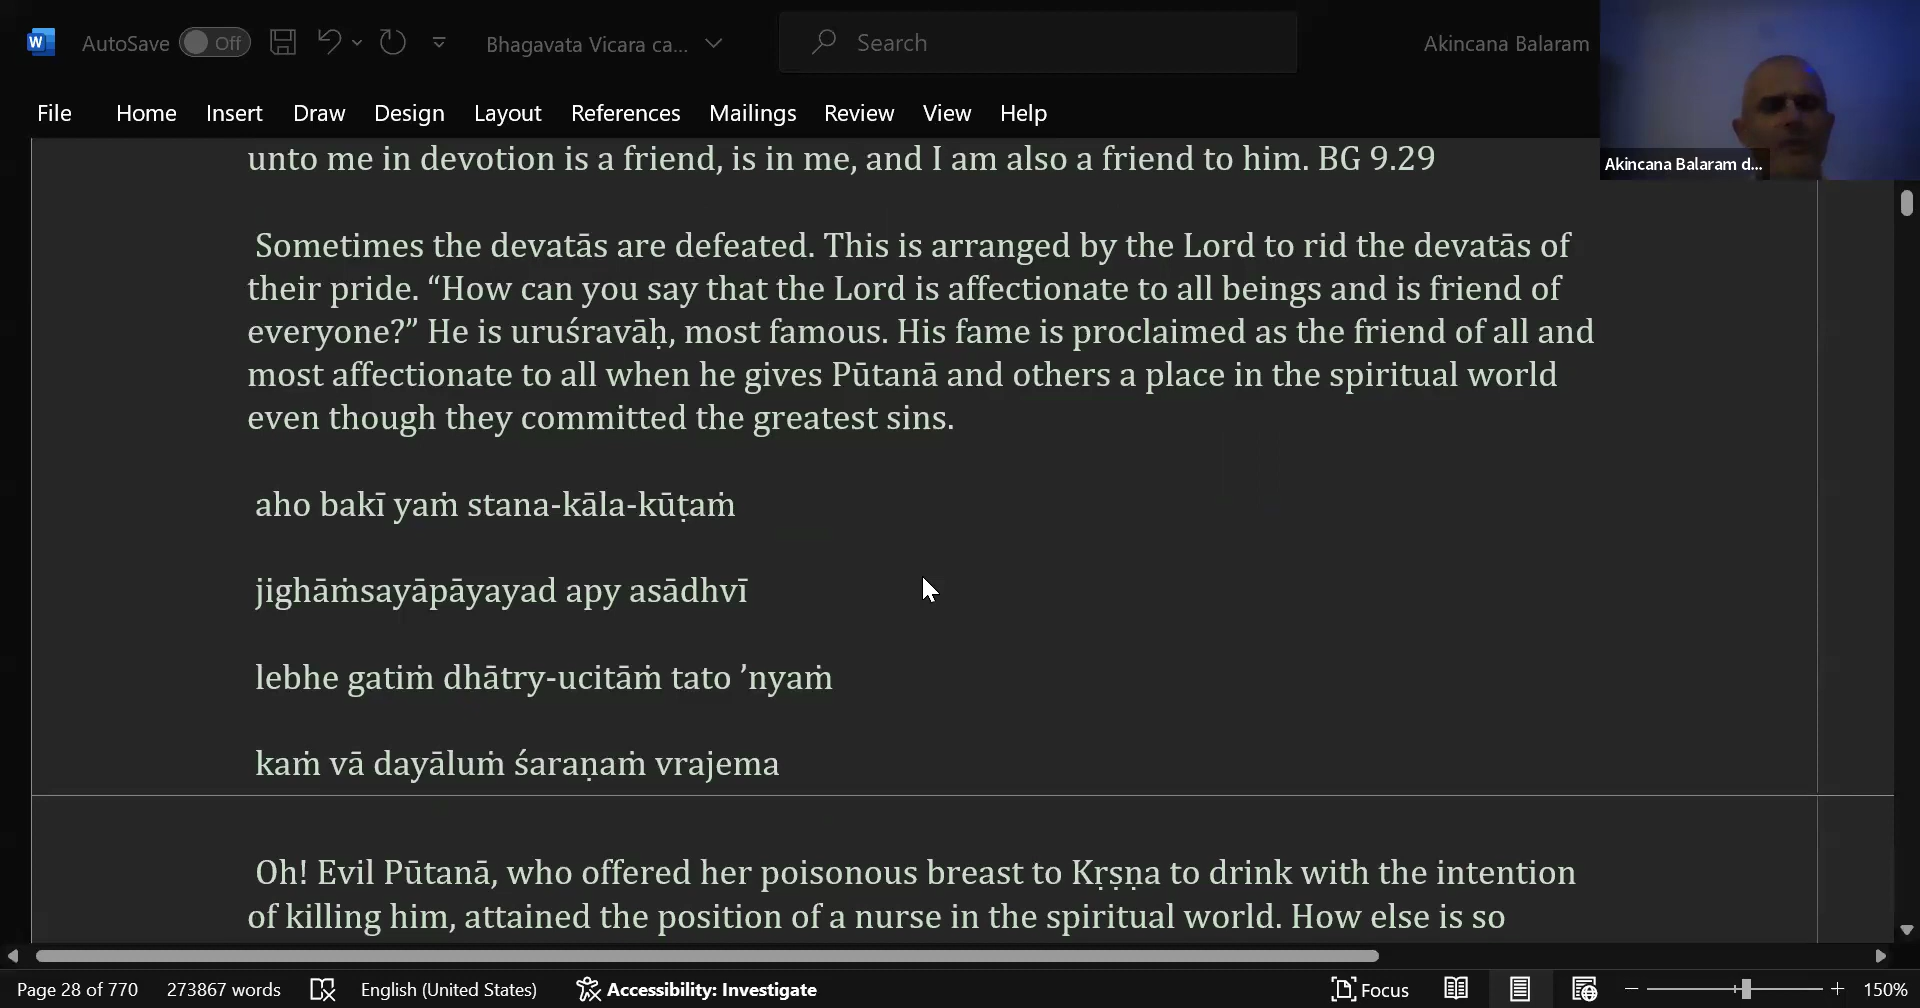 AutoSave Off Bhagavata Vicara ca... Search Akincana Balaram
File Home Insert Draw Design Layout References Mailings Review View Help
Akincana Balaram d...
unto me in devotion is a friend, is in me, and I am also a friend to him. BG 9.29
Sometimes the devatās are defeated. This is arranged by the Lord to rid the devatās of
their pride. “How can you say that the Lord is affectionate to all beings and is friend of
everyone?” He is uruśravāḥ, most famous. His fame is proclaimed as the friend of all and
most affectionate to all when he gives Pūtanā and others a place in the spiritual world
even though they committed the greatest sins.
aho bakī yaṁ stana-kāla-kūṭaṁ
jighāṁsayāpāyayad apy asādhvī
lebhe gatiṁ dhātry-ucitāṁ tato ’nyaṁ
kaṁ vā dayāluṁ śaraṇaṁ vrajema
Oh! Evil Pūtanā, who offered her poisonous breast to Kṛṣṇa to drink with the intention
of killing him, attained the position of a nurse in the spiritual world. How else is so
Page 28 of 770 273867 words English (United States) Accessibility: Investigate Focus 150%